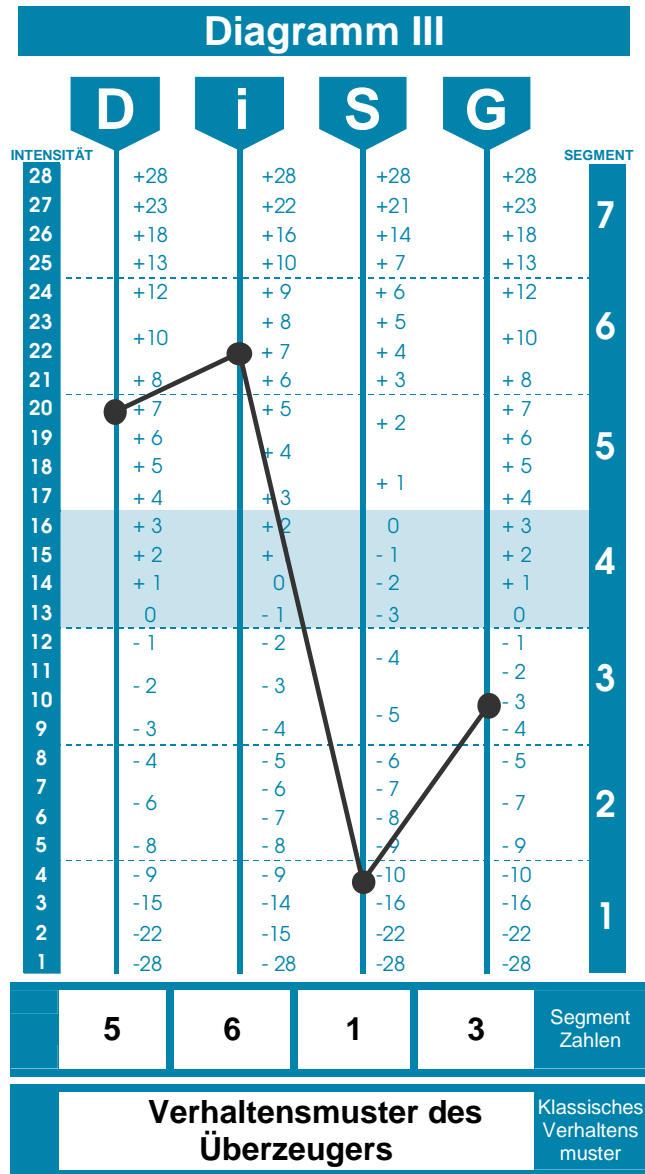 Diagramm III
D i S G
INTENSITÄT SEGMENT
28 +28 +28 +28 +28
27 +23 +22 +21 +23 7
26 +18 +16 +14 +18
25 +13 +10 + 7 +13
24 +12 + 9 + 6 +12
23 + 8 + 5 6
+10 +10
22 + 7 + 4
21 + 8 + 6 + 3 + 8
20 + 7 + 5 + 7
+ 2
19 + 6 + 4 + 6 5
18 + 5 + 5
+ 1
17 + 4 + 3 + 4
16 + 3 + 2 0 + 3
15 + 2 + - 1 + 2 4
14 + 1 0 - 2 + 1
13 0 - 1 - 3 0
12 - 1 - 2 - 1
- 4
11 - 2 3
- 2 - 3
10 - 3
- 5
9 - 3 - 4 - 4
8 - 4 - 5 - 6 - 5
7 - 6 - 7 2
- 6 - 7
6 - 7 - 8
5 - 8 - 8 - 9 - 9
4 - 9 - 9 -10 -10
3 -15 -14 -16 -16 1
2 -22 -15 -22 -22
1 -28 - 28 -28 -28
5 6 1 3 Segment
Zahlen
Verhaltensmuster des
Überzeugers
Klassisches
Verhaltens
muster